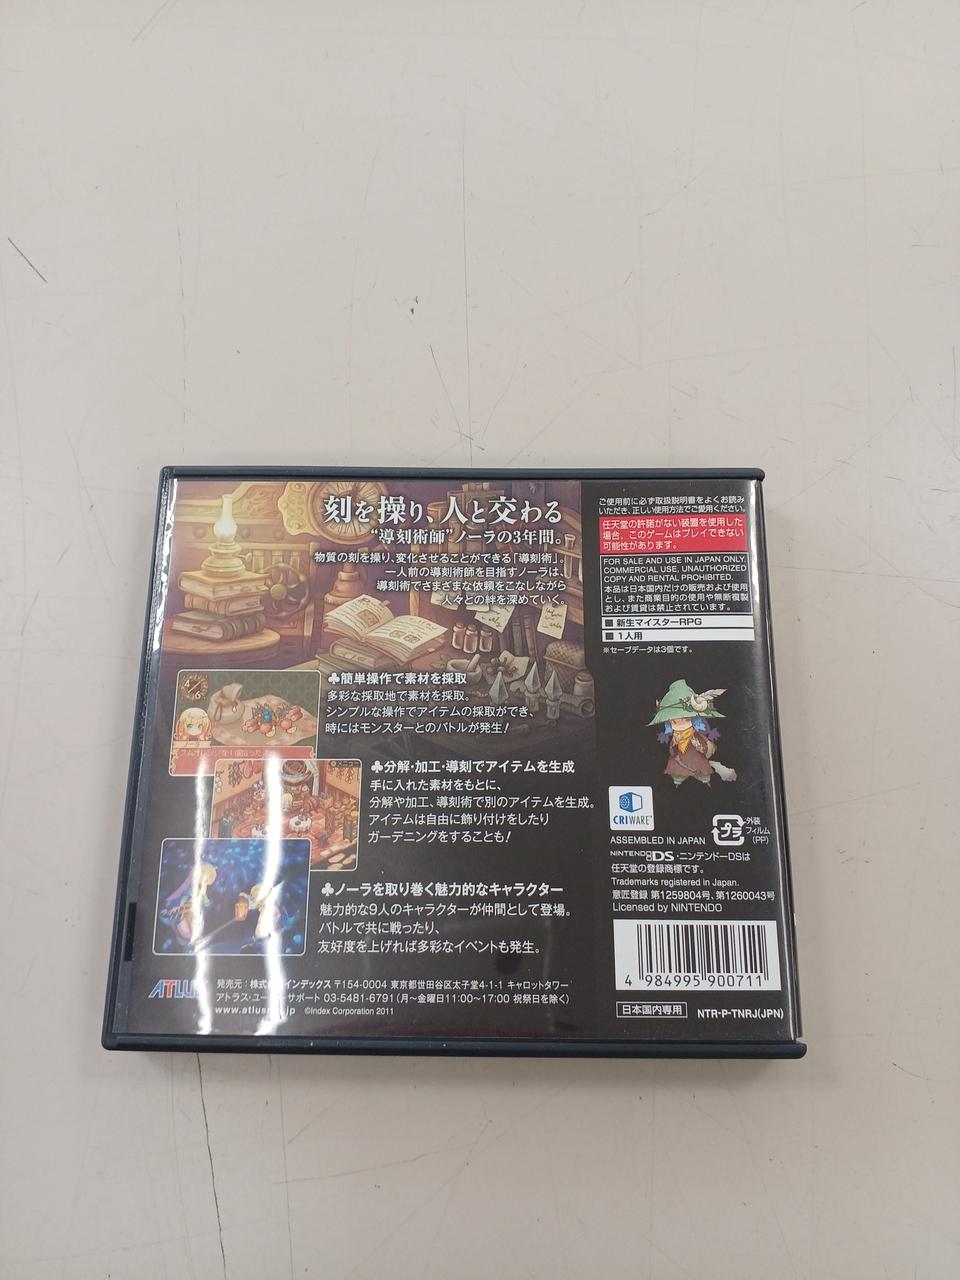 刻を操り、人と交わる
“導刻術師”ノーラの3年間。
物質の刻を操り、変化させることができる「導刻術」。
一人前の導刻術師を目指すノーラは、
導刻術でさまざまな依頼をこなしながら
人々との絆を深めていく。
♣簡単操作で素材を採取
多彩な採取地で素材を採取。
シンプルな操作でアイテムの採取ができ、
時にはモンスターとのバトルが発生!
4/6
メニュー
♣分解・加工・導刻でアイテムを生成
手に入れた素材をもとに、
分解や加工、導刻術で別のアイテムを生成。
アイテムは自由に飾り付けをしたり
ガーデニングをすることも!
♣ノーラを取り巻く魅力的なキャラクター
魅力的な9人のキャラクターが仲間として登場。
バトルで共に戦ったり、
友好度を上げれば多彩なイベントも発生。
ATLUS
発売元:株式会社インデックス 〒154-0004 東京都世田谷区太子堂4-1-1 キャロットタワー
アトラス・ユーザーサポート 03-5481-6791(月〜金曜日11:00〜17:00 祝祭日を除く)
©Index Corporation 2011
ご使用前に必ず取扱説明書をよくお読み
いただき、正しい使用方法でご愛用ください。
任天堂の許諾がない装置を使用した
場合、このゲームはプレイできない
可能性があります。
FOR SALE AND USE IN JAPAN ONLY.
COMMERCIAL USE, UNAUTHORIZED
COPY AND RENTAL PROHIBITED.
本品は日本国内だけの販売および使用
とし、また商業目的の使用や無断複製
および賃貸は禁止されています。
■ 新生マイスターRPG
■ 1人用
※セーブデータは3個です。
CRIWARE
ASSEMBLED IN JAPAN
プラ
外装
フィルム
(PP)
NINTENDO DS・ニンテンドーDSは
任天堂の登録商標です。
Trademarks registered in Japan.
意匠登録 第1259804号、第1260043号
Licensed by NINTENDO
4 984995 900711
日本国内専用
NTR-P-TNRJ(JPN)